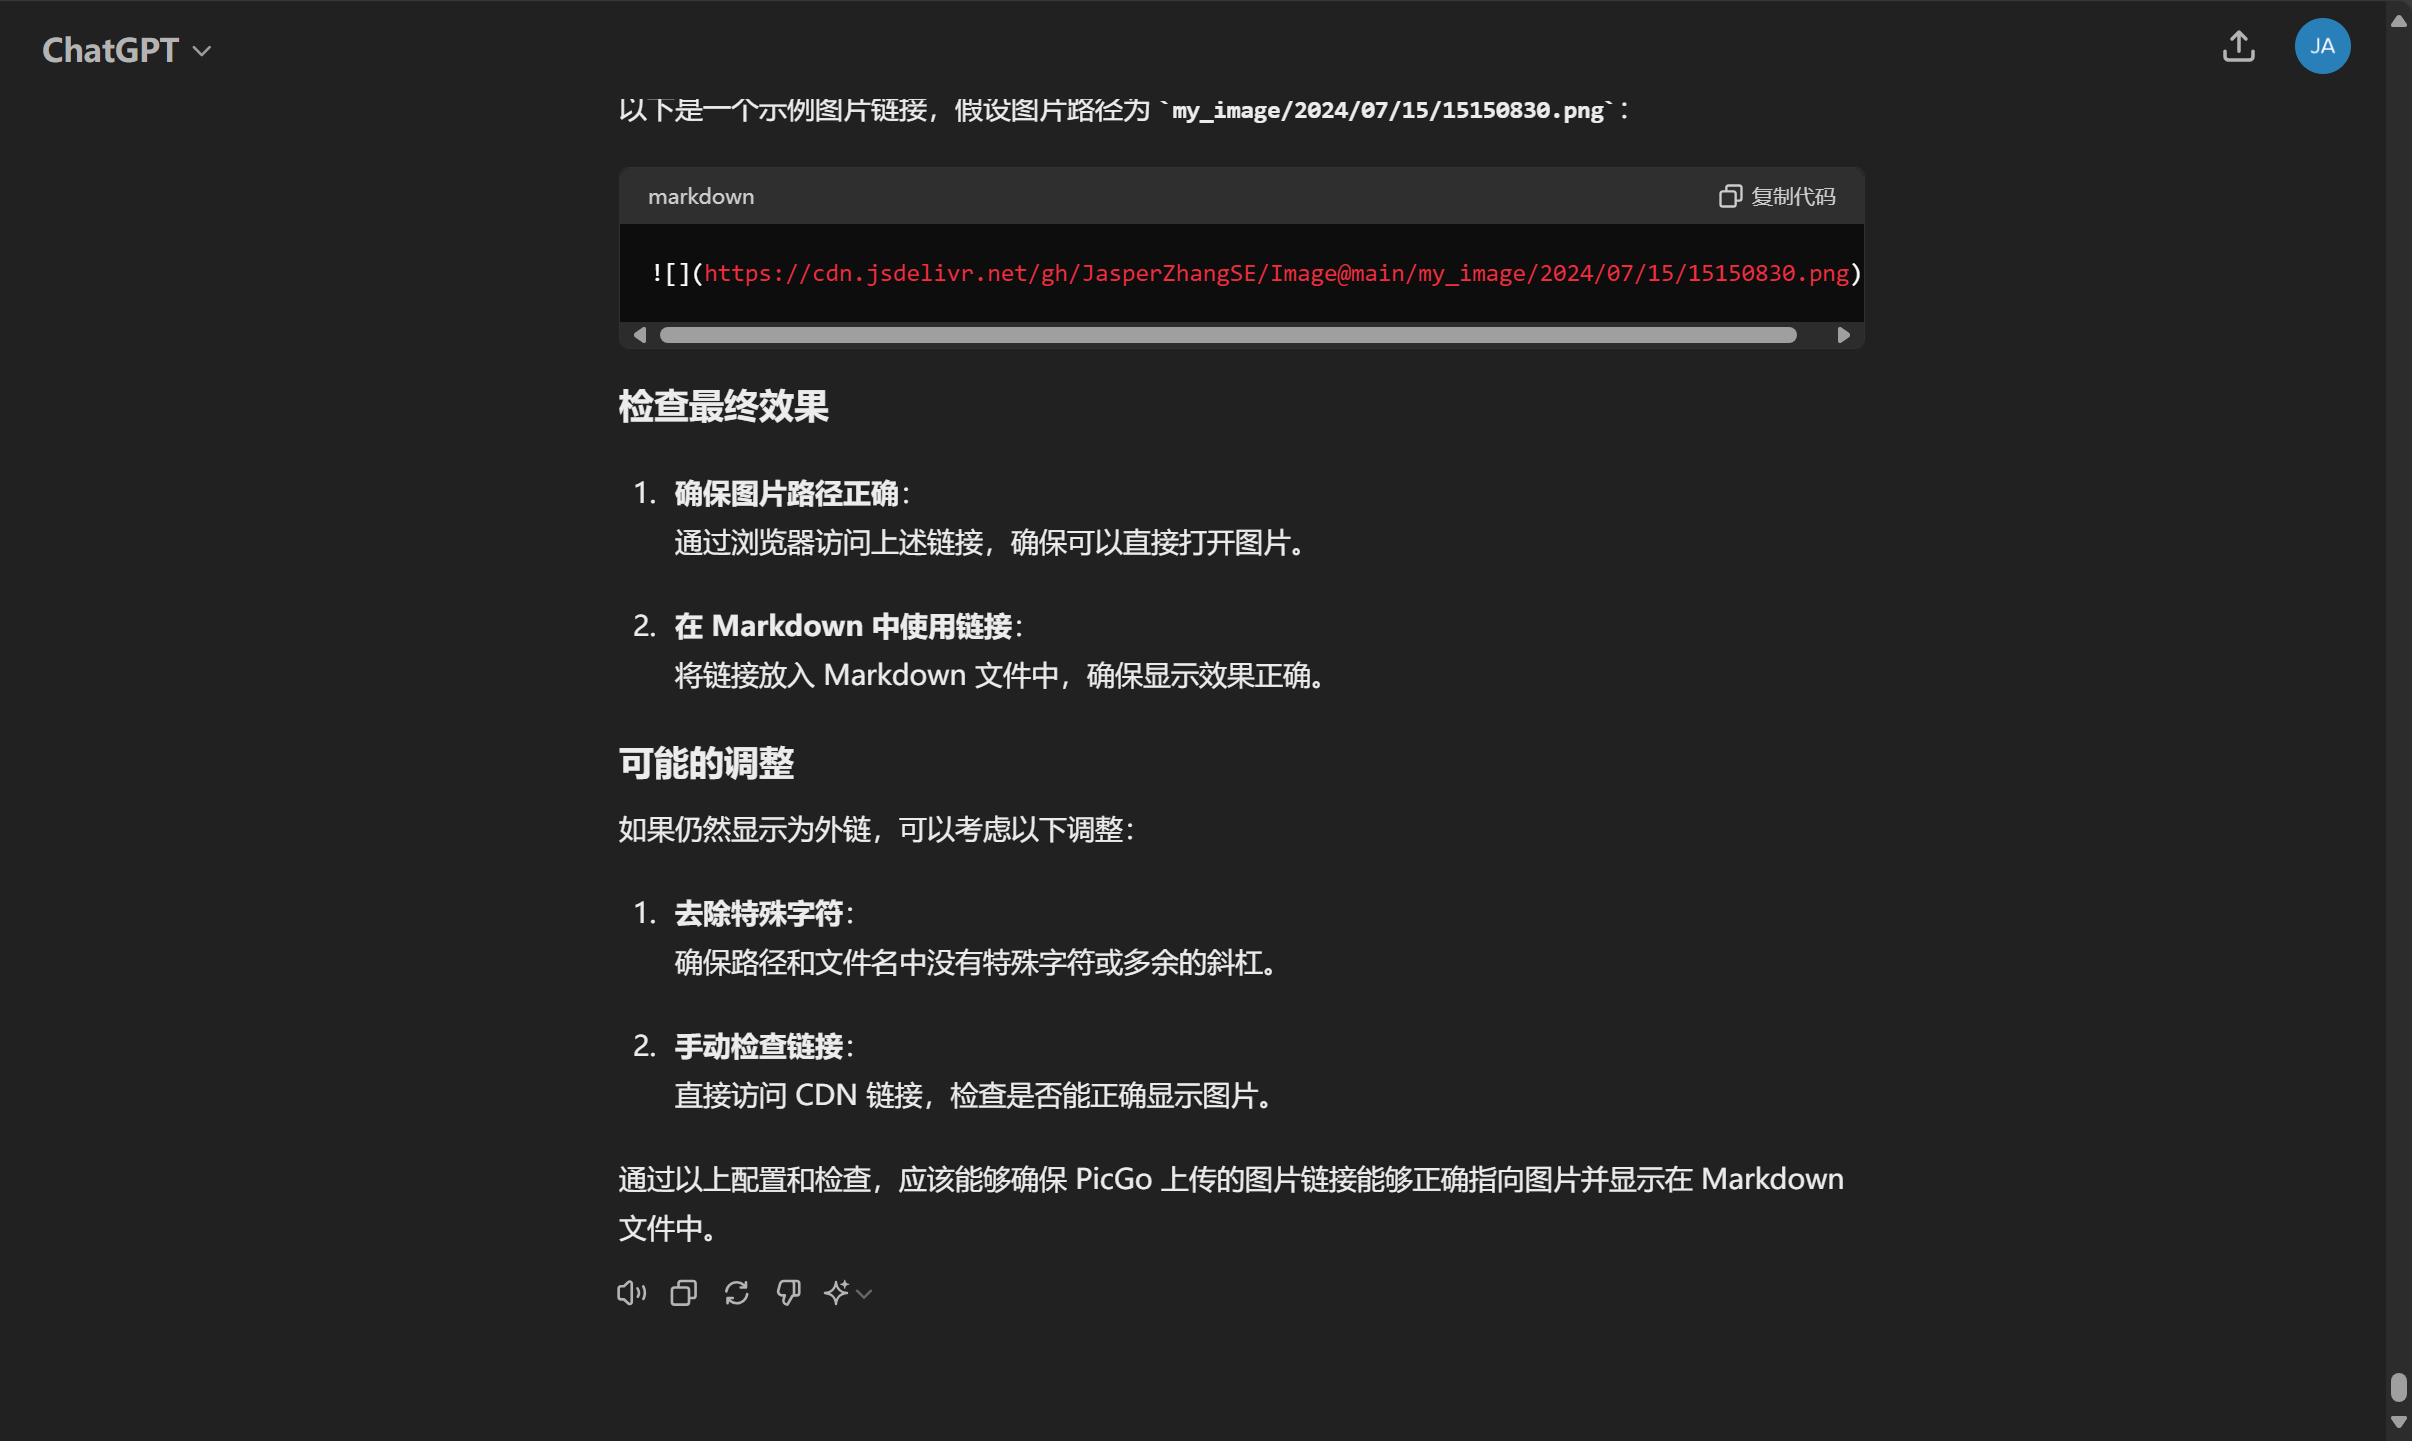 ChatGPT
JA
以下是一个示例图片链接，假设图片路径为 `my_image/2024/07/15/15150830.png`：
markdown
复制代码
![](https://cdn.jsdelivr.net/gh/JasperZhangSE/Image@main/my_image/2024/07/15/15150830.png)
检查最终效果
1. 确保图片路径正确：
通过浏览器访问上述链接，确保可以直接打开图片。
2. 在 Markdown 中使用链接：
将链接放入 Markdown 文件中，确保显示效果正确。
可能的调整
如果仍然显示为外链，可以考虑以下调整：
1. 去除特殊字符：
确保路径和文件名中没有特殊字符或多余的斜杠。
2. 手动检查链接：
直接访问 CDN 链接，检查是否能正确显示图片。
通过以上配置和检查，应该能够确保 PicGo 上传的图片链接能够正确指向图片并显示在 Markdown
文件中。